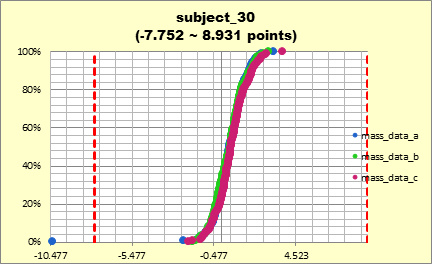 subject_30
(-7.752 ~ 8.931 points)
100%
80%
60%
40%
20%
0%
-10.477
-5.477
-0.477
4.523
mass_data_a
mass_data_b
mass_data_c